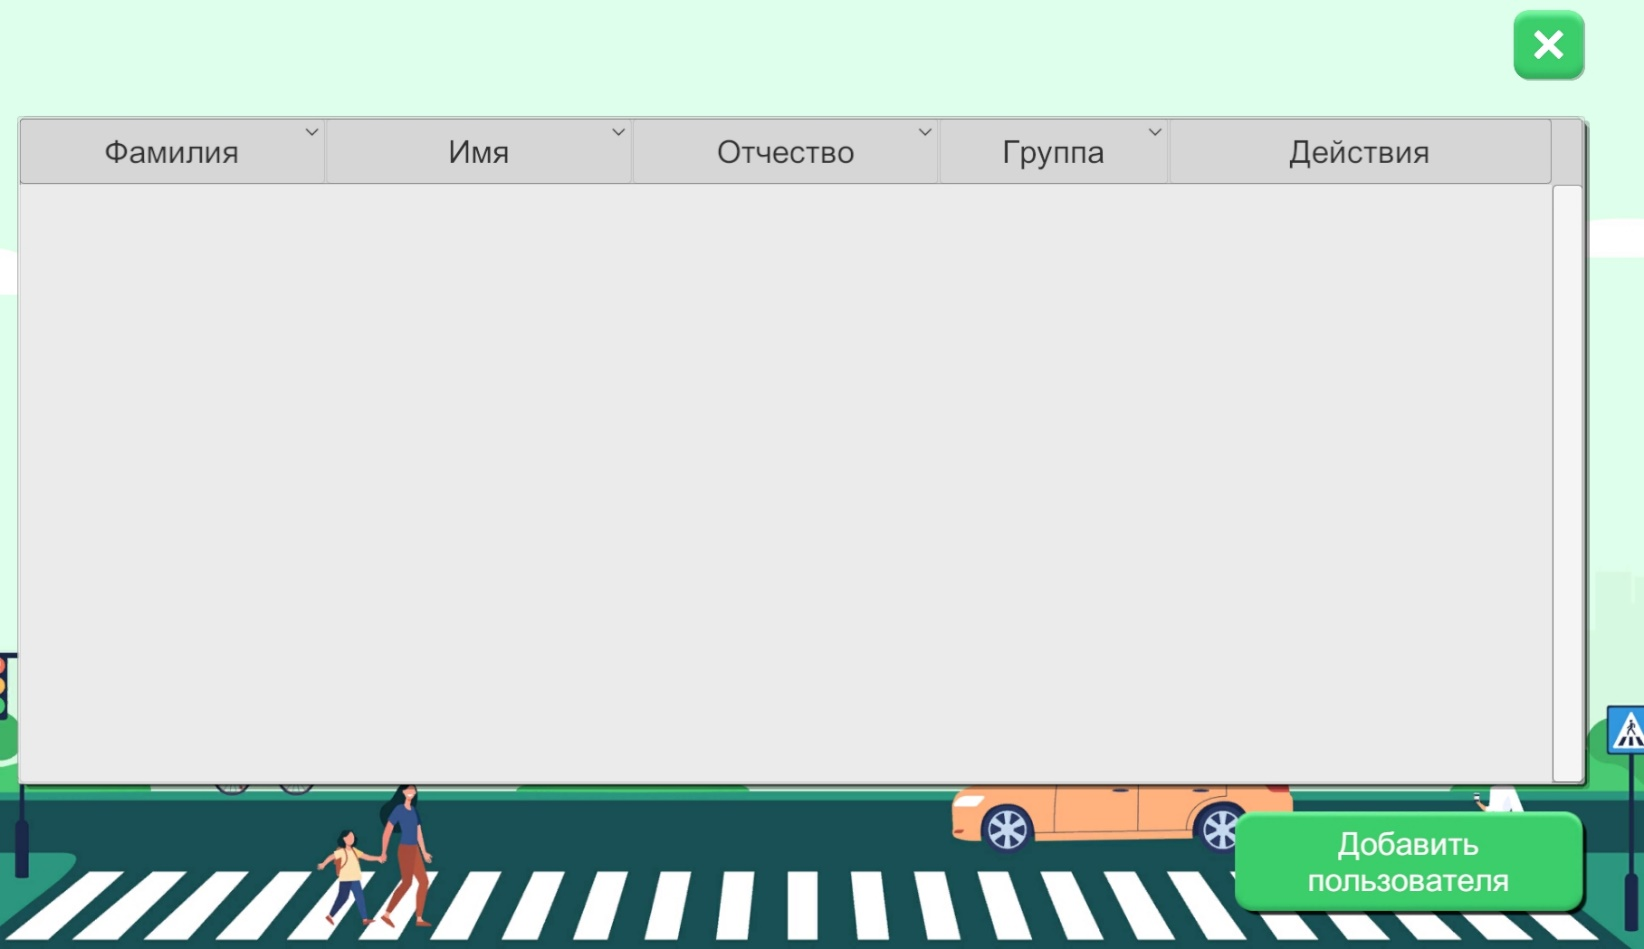 Фамилия Имя Отчество Группа Действия
Добавить
пользователя